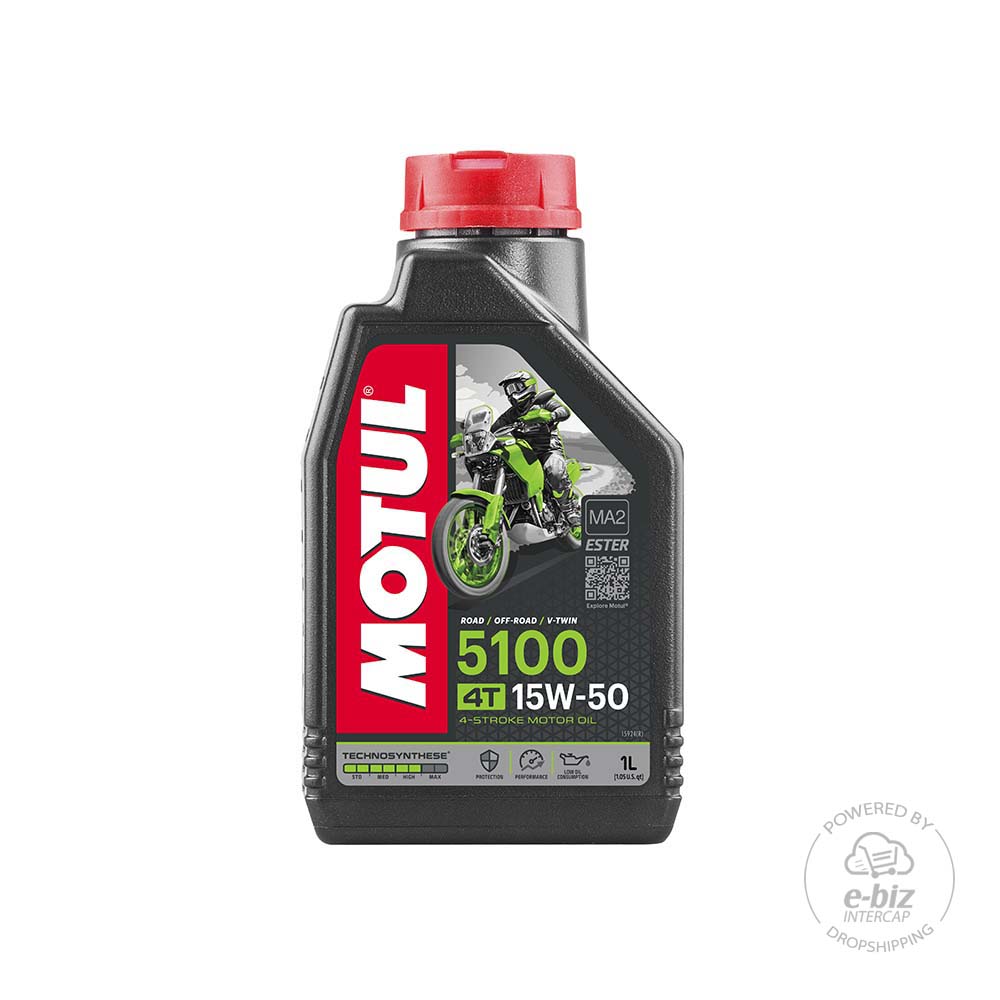 MOTUL®
MA2
ESTER
Explore Motul®
ROAD / OFF-ROAD / V-TWIN
5100
4T 15W-50
4-STROKE MOTOR OIL
15924(R)
TECHNOSYNTHESE®
STD MED HIGH MAX
PROTECTION
PERFORMANCE
LOW OIL
CONSUMPTION
1L
(1.05 U.S. qt)
POWERED BY
e-biz
INTERCAP
DROPSHIPPING